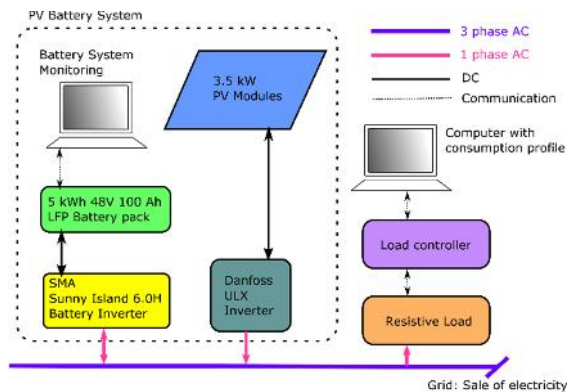 PV Battery System
Battery System
Monitoring
3.5 kW
PV Modules
3 phase AC
1 phase AC
DC
Communication
Computer with
consumption profile
5 kWh 48V 100 Ah
LFP Battery pack
Load controller
SMA
Sunny Island 6.0H
Battery Inverter
Danfoss
ULX
Inverter
Resistive Load
Grid: Sale of electricity